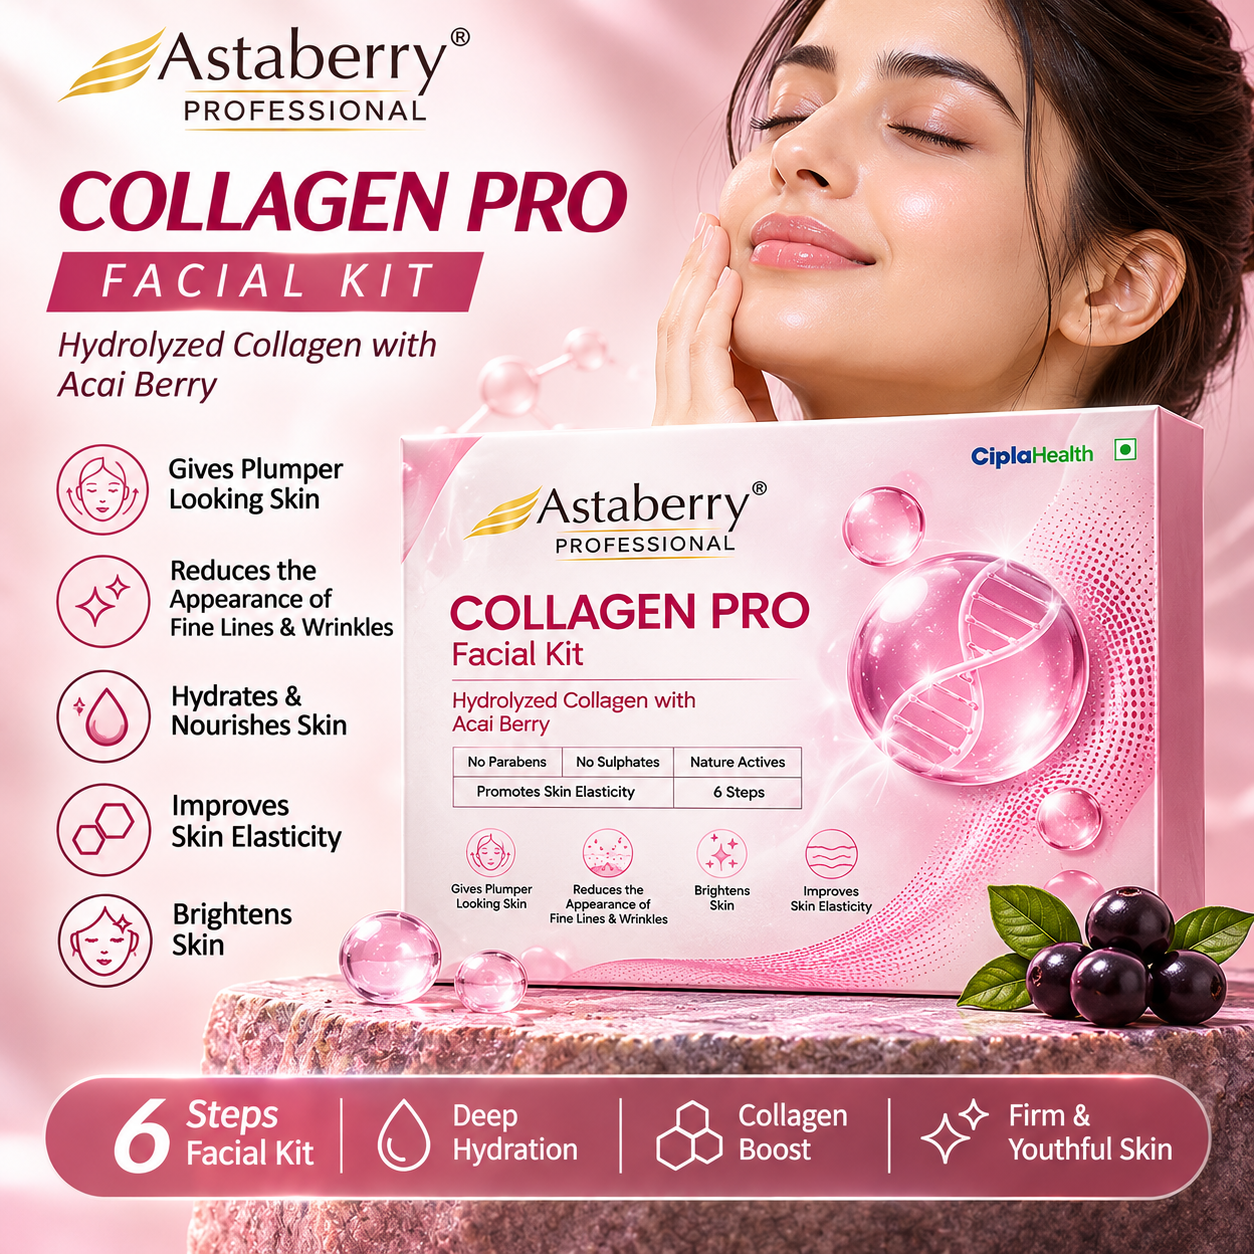 Astaberry®
PROFESSIONAL
COLLAGEN PRO
FACIAL KIT
Hydrolyzed Collagen with
Acai Berry
Gives Plumper
Looking Skin
Reduces the
Appearance of
Fine Lines & Wrinkles
Hydrates &
Nourishes Skin
Improves
Skin Elasticity
Brightens
Skin
CiplaHealth
Astaberry®
PROFESSIONAL
COLLAGEN PRO
Facial Kit
Hydrolyzed Collagen with
Acai Berry
No Parabens No Sulphates Nature Actives
Promotes Skin Elasticity 6 Steps
Gives Plumper
Looking Skin
Reduces the
Appearance of
Fine Lines & Wrinkles
Brightens
Skin
Improves
Skin Elasticity
6 Steps
Facial Kit
Deep
Hydration
Collagen
Boost
Firm &
Youthful Skin